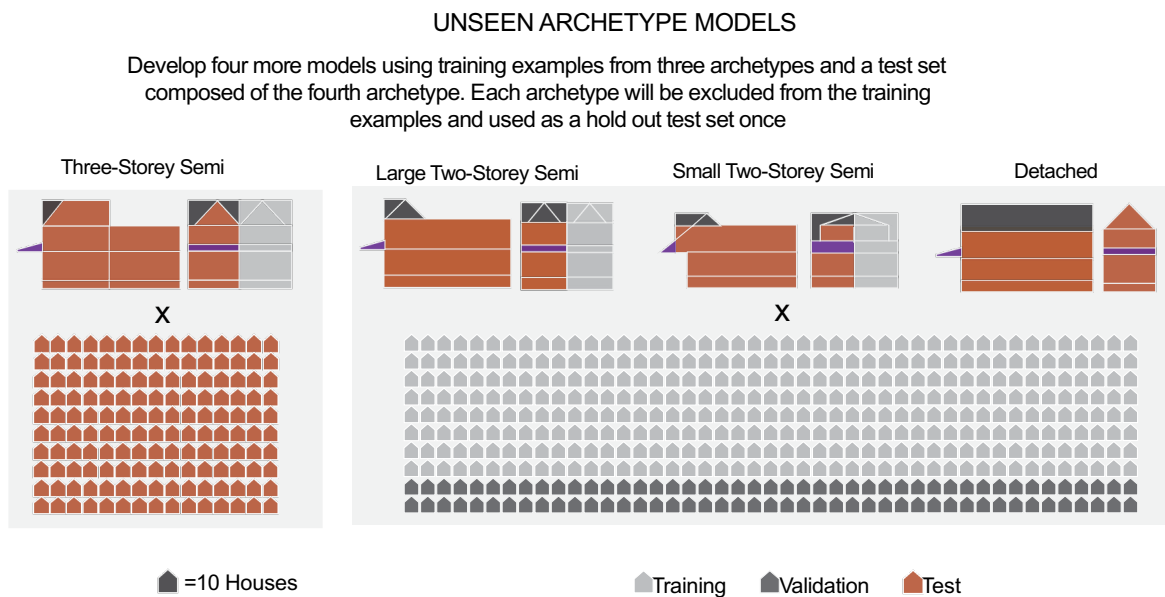 UNSEEN ARCHETYPE MODELS
Develop four more models using training examples from three archetypes and a test set
composed of the fourth archetype. Each archetype will be excluded from the training
examples and used as a hold out test set once
Three-Storey Semi
Large Two-Storey Semi
Small Two-Storey Semi
Detached
X
X
=10 Houses
Training
Validation
Test